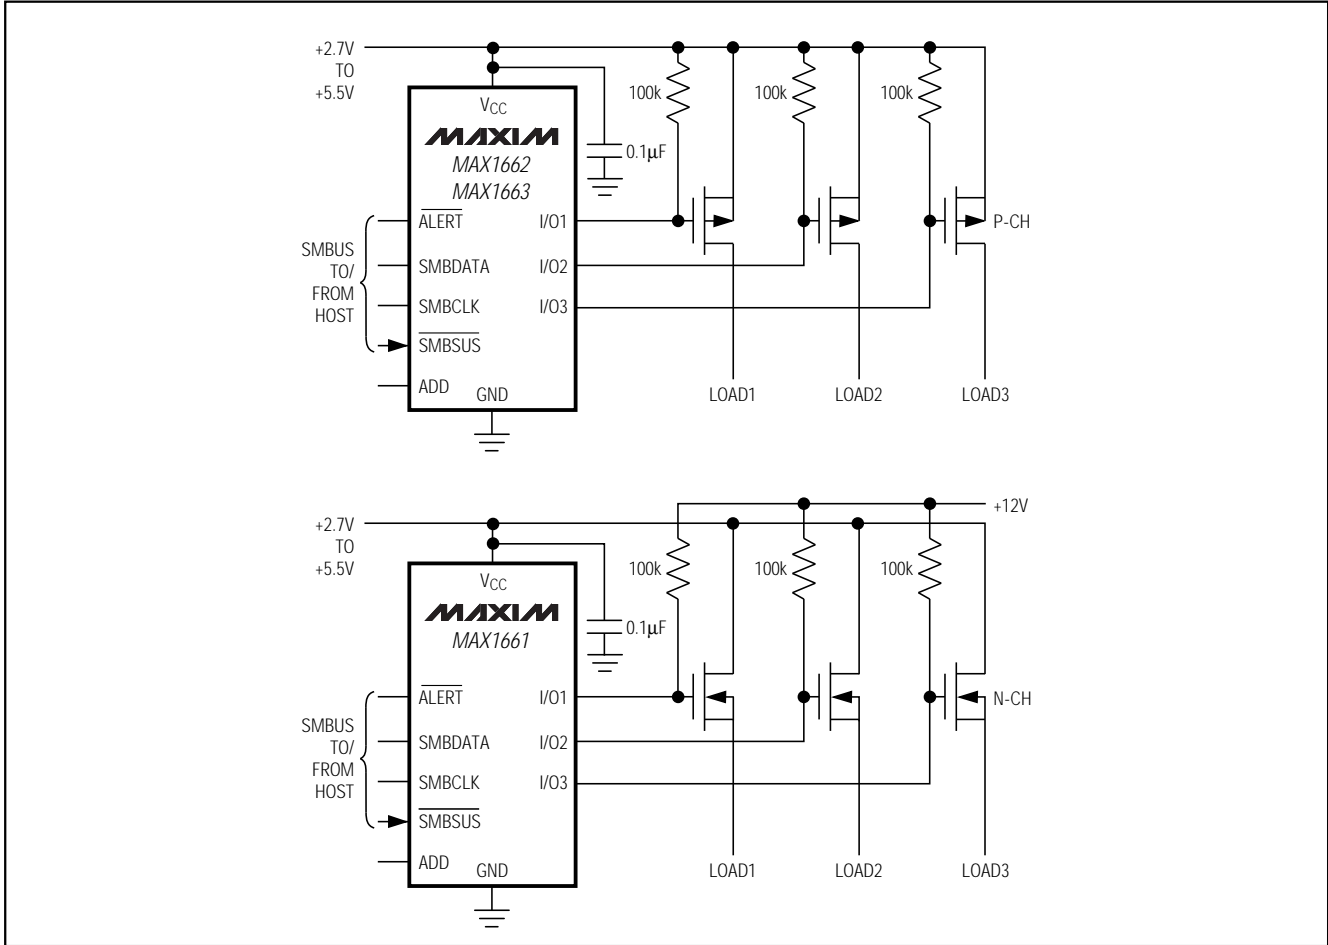 +2.7V
TO
+5.5V
VCC
MAXIM
MAX1662
MAX1663
100k
100k
100k
0.1µF
SMBUS
TO/
FROM
HOST
ALERT
SMBDATA
SMBCLK
SMBSUS
ADD
GND
I/O1
I/O2
I/O3
P-CH
LOAD1
LOAD2
LOAD3
+12V
+2.7V
TO
+5.5V
VCC
MAXIM
MAX1661
100k
100k
100k
0.1µF
SMBUS
TO/
FROM
HOST
ALERT
SMBDATA
SMBCLK
SMBSUS
ADD
GND
I/O1
I/O2
I/O3
N-CH
LOAD1
LOAD2
LOAD3